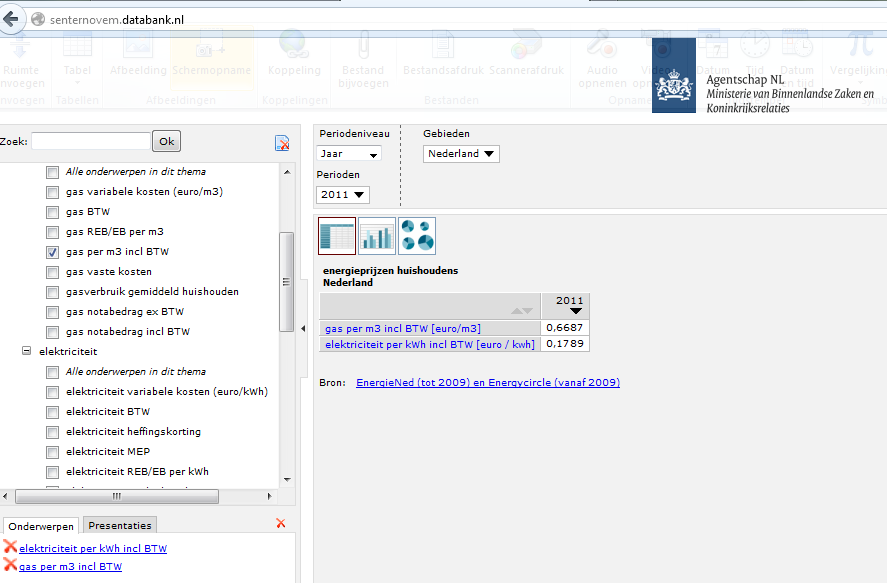 senternovem.databank.nl
Ruimte invoegen
Tabel
Afbeelding
Schermopname
Koppeling
Bestand bijvoegen
Bestandsafdruk
Scannerafdruk
Audio opnemen
Datum
Tijd
Datum en tijd
Vergelijking
Tabellen
Afbeeldingen
Koppelingen
Bestanden
Agentschap NL
Ministerie van Binnenlandse Zaken en
Koninkrijksrelaties
Zoek:
Ok
Alle onderwerpen in dit thema
gas variabele kosten (euro/m3)
gas BTW
gas REB/EB per m3
gas per m3 incl BTW
gas vaste kosten
gasverbruik gemiddeld huishouden
gas notabedrag ex BTW
gas notabedrag incl BTW
elektriciteit
Alle onderwerpen in dit thema
elektriciteit variabele kosten (euro/kWh)
elektriciteit BTW
elektriciteit heffingskorting
elektriciteit MEP
elektriciteit REB/EB per kWh
Onderwerpen
Presentaties
elektriciteit per kWh incl BTW
gas per m3 incl BTW
Periodeniveau
Jaar
Perioden
2011
Gebieden
Nederland
energieprijzen huishoudens
Nederland
2011
gas per m3 incl BTW [euro/m3] 0,6687
elektriciteit per kWh incl BTW [euro / kwh] 0,1789
Bron: EnergieNed (tot 2009) en Energycircle (vanaf 2009)